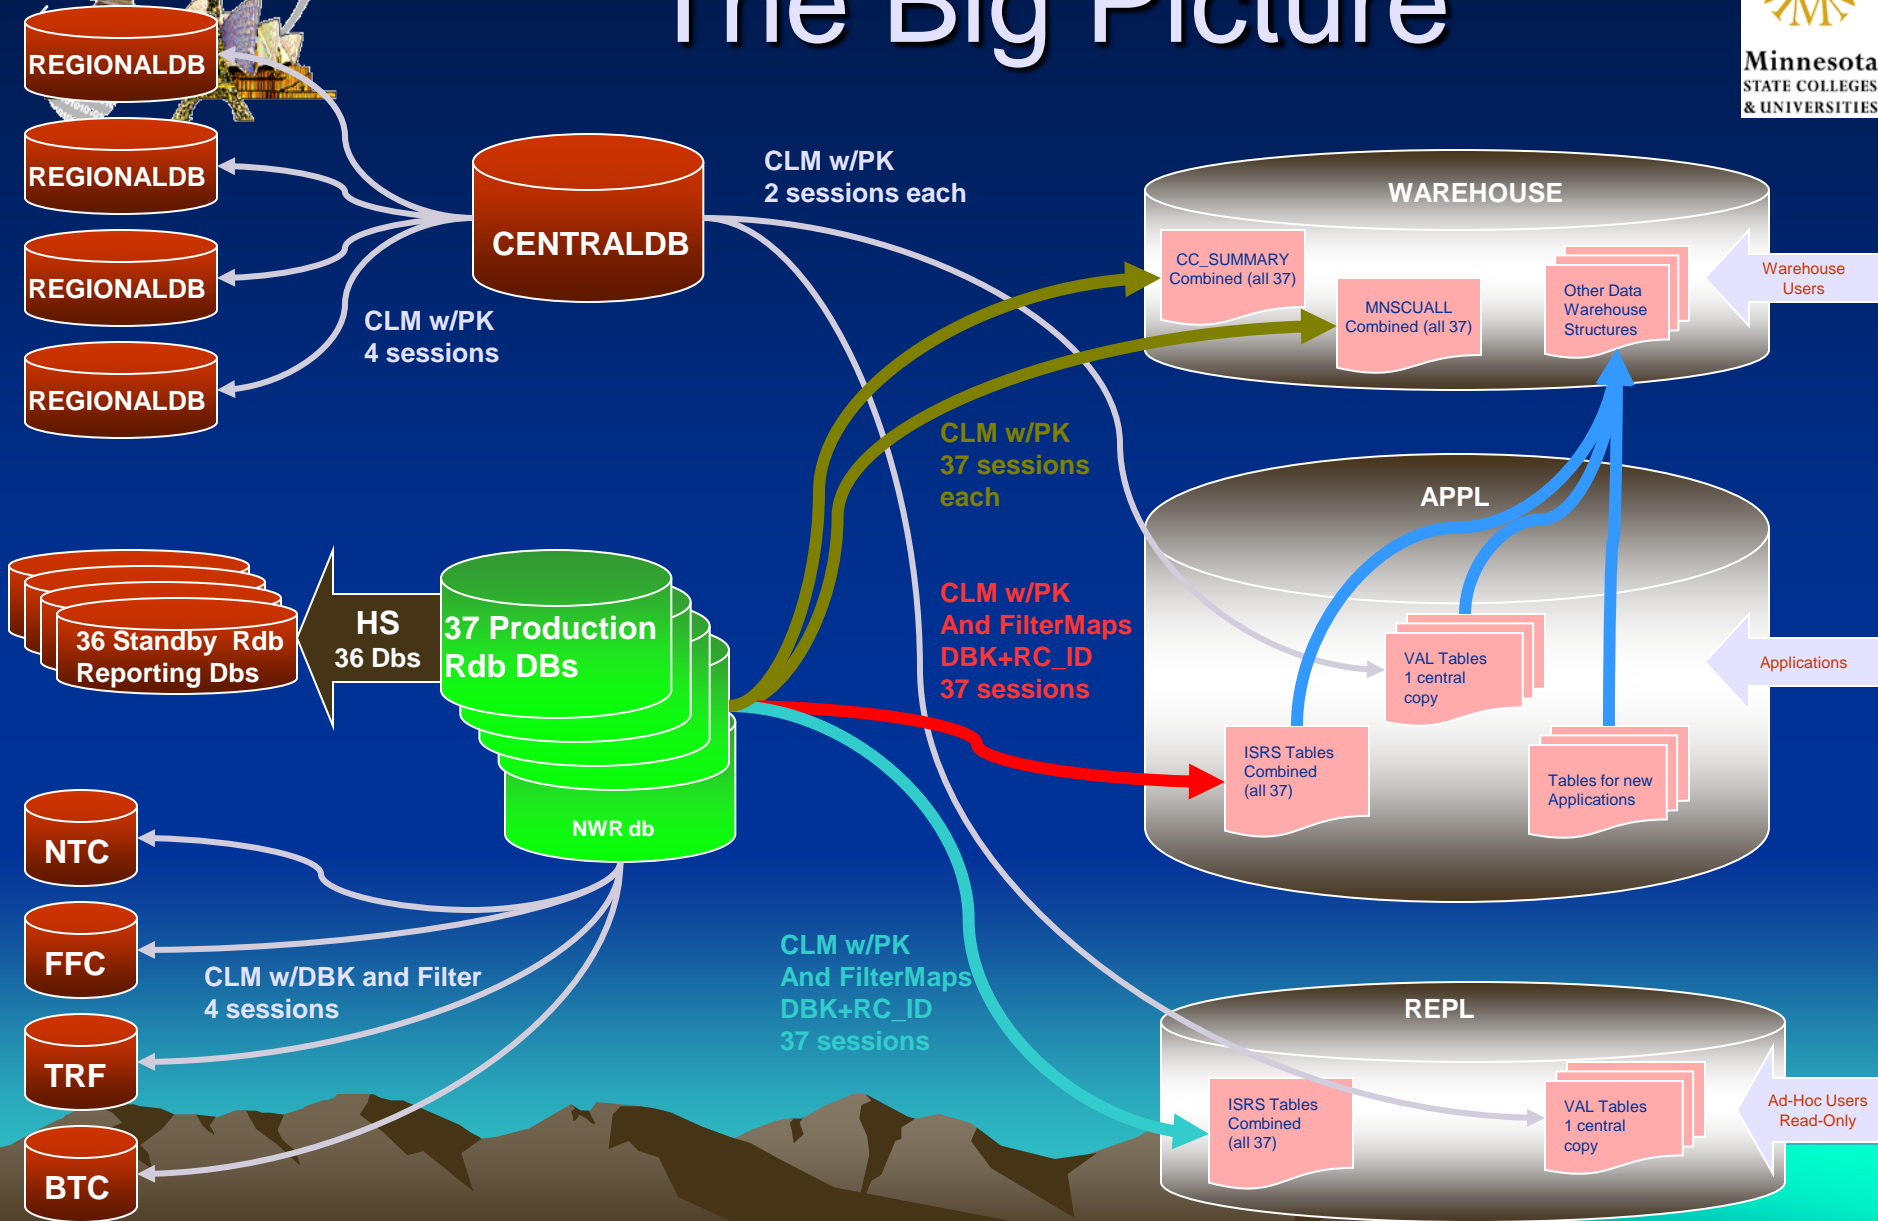 The Big Picture
Minnesota
STATE COLLEGES
& UNIVERSITIES
REGIONALDB
REGIONALDB
REGIONALDB
REGIONALDB
CENTRALDB
CLM w/PK
4 sessions
CLM w/PK
2 sessions each
WAREHOUSE
CC_SUMMARY
Combined (all 37)
MNSCUALL
Combined (all 37)
Other Data
Warehouse
Structures
Warehouse
Users
CLM w/PK
37 sessions
each
APPL
36 Standby Rdb
Reporting Dbs
HS
36 Dbs
37 Production
Rdb DBs
NWR db
CLM w/PK
And FilterMaps
DBK+RC_ID
37 sessions
VAL Tables
1 central
copy
ISRS Tables
Combined
(all 37)
Tables for new
Applications
Applications
NTC
FFC
TRF
BTC
CLM w/DBK and Filter
4 sessions
CLM w/PK
And FilterMaps
DBK+RC_ID
37 sessions
REPL
ISRS Tables
Combined
(all 37)
VAL Tables
1 central
copy
Ad-Hoc Users
Read-Only